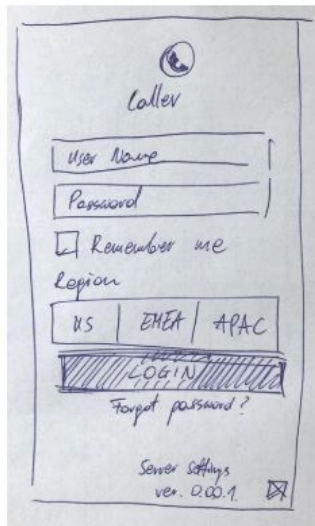 Caller
User Name
Password
Remember me
Region
US EMEA APAC
LOGIN
Forgot password?
Server Settings
ver. 0.00.1